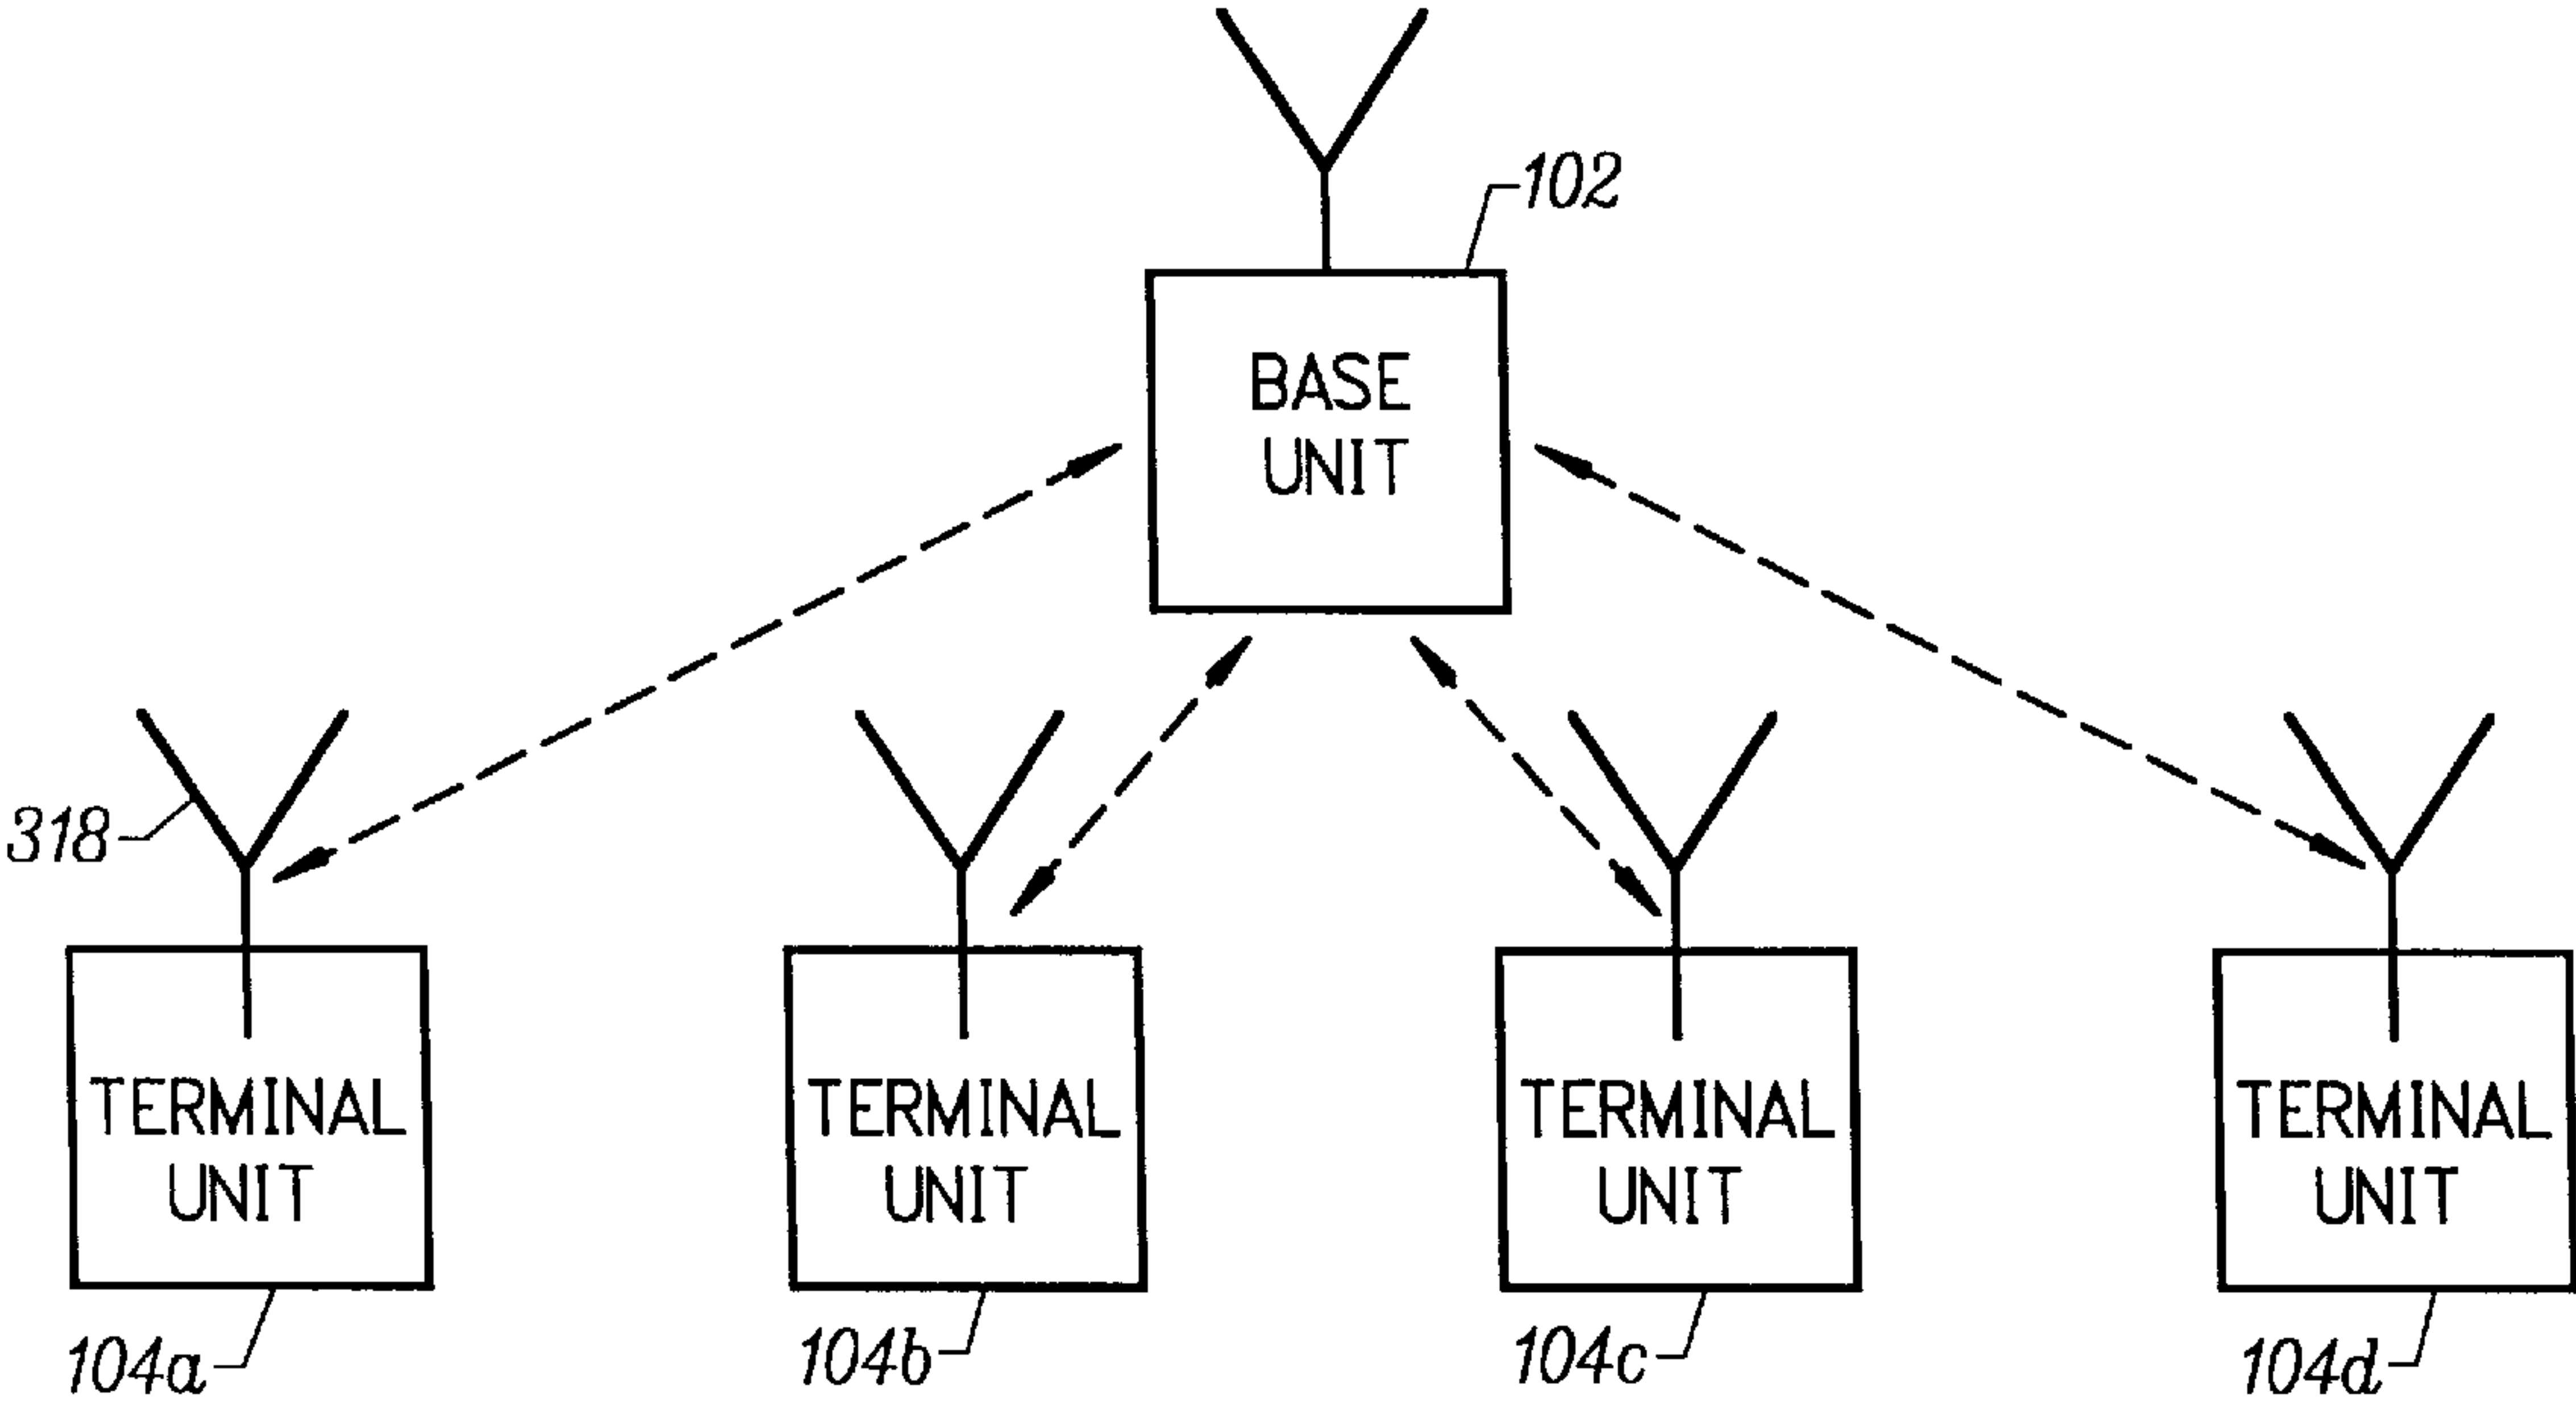 102
BASE
UNIT
318
TERMINAL
UNIT
TERMINAL
UNIT
TERMINAL
UNIT
TERMINAL
UNIT
104a
104b
104c
104d